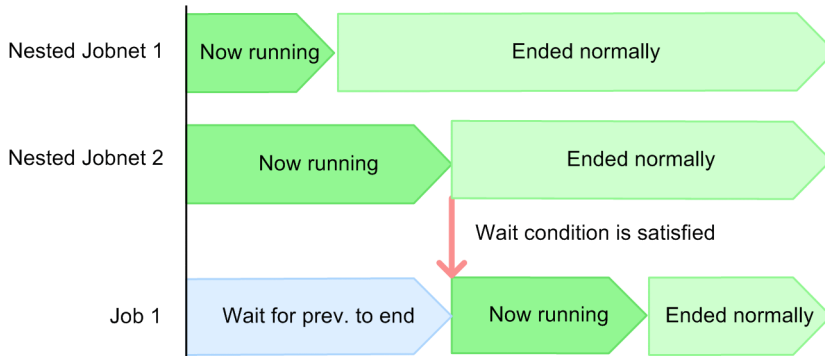 Nested Jobnet 1
Now running
Ended normally
Nested Jobnet 2
Now running
Ended normally
Wait condition is satisfied
Job 1
Wait for prev. to end
Now running
Ended normally